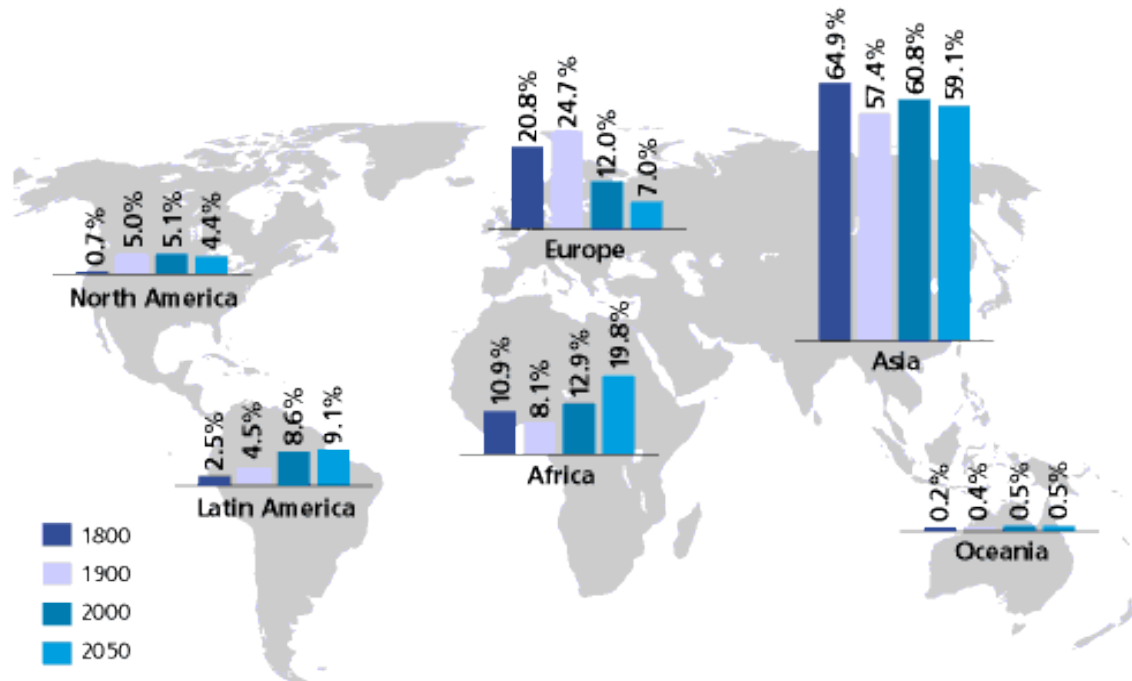 0.7% 5.0% 5.1% 4.4%
North America
20.8% 24.7% 12.0% 7.0%
Europe
64.9% 57.4% 60.8% 59.1%
Asia
2.5% 4.5% 8.6% 9.1%
Latin America
10.9% 8.1% 12.9% 19.8%
Africa
0.2% 0.4% 0.5% 0.5%
Oceania
1800
1900
2000
2050